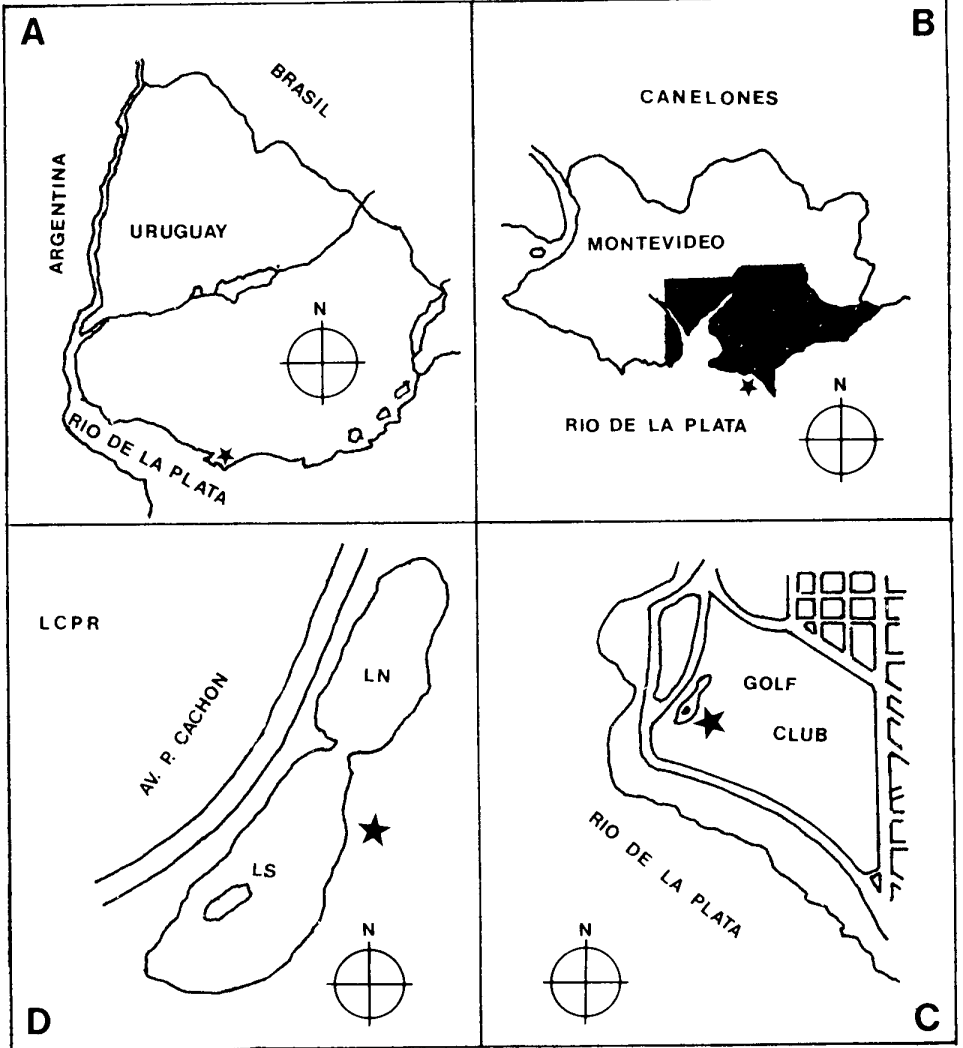 A
BRASIL
ARGENTINA
URUGUAY
N
RIO DE LA PLATA
B
CANELONES
MONTEVIDEO
N
RIO DE LA PLATA
LCPR
LN
AV. P. CACHON
LS
N
D
GOLF
CLUB
RIO DE LA PLATA
N
C